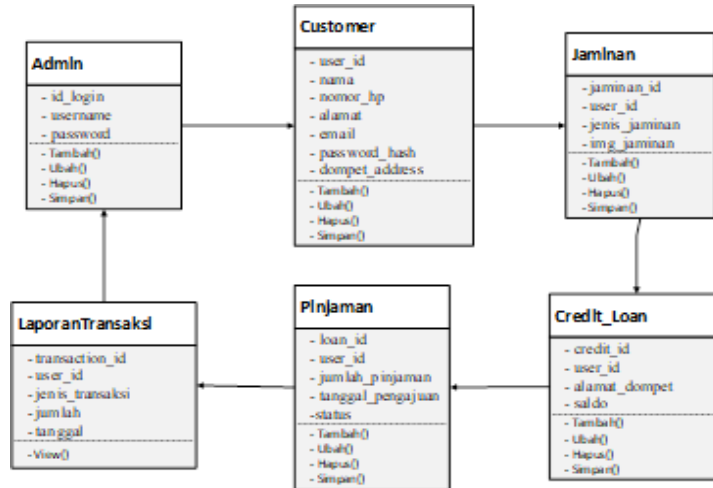 Admin
- id_login
- username
- password
- Tambah()
- Ubah()
- Hapus()
- Simpan()
Customer
- user_id
- nama
- nomor_hp
- alamat
- email
- password_hash
- dompet_address
- Tambah()
- Ubah()
- Hapus()
- Simpan()
Jaminan
- jaminan_id
- user_id
- jenis_jaminan
- img_jaminan
- Tambah()
- Ubah()
- Hapus()
- Simpan()
LaporanTransaksi
- transaction_id
- user_id
- jenis_transaksi
- jumlah
- tanggal
- View()
Pinjaman
- loan_id
- user_id
- jumlah_pinjaman
- tanggal_pengajuan
-status
- Tambah()
- Ubah()
- Hapus()
- Simpan()
Credit_Loan
- credit_id
- user_id
- alamat_dompet
- saldo
- Tambah()
- Ubah()
- Hapus()
- Simpan()